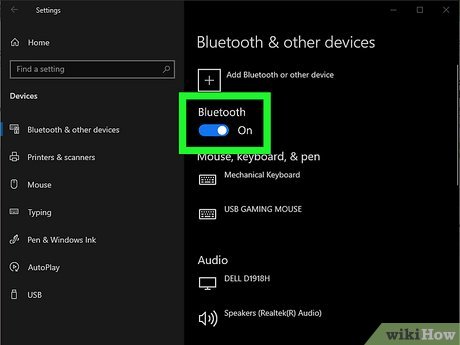 Settings
Home
Find a setting
Devices
Bluetooth & other devices
Printers & scanners
Mouse
Typing
Pen & Windows Ink
AutoPlay
USB
Bluetooth & other devices
Add Bluetooth or other device
Bluetooth
On
Mouse, keyboard, & pen
Mechanical Keyboard
USB GAMING MOUSE
Audio
DELL D1918H
Speakers (Realtek(R) Audio)
wikiHow